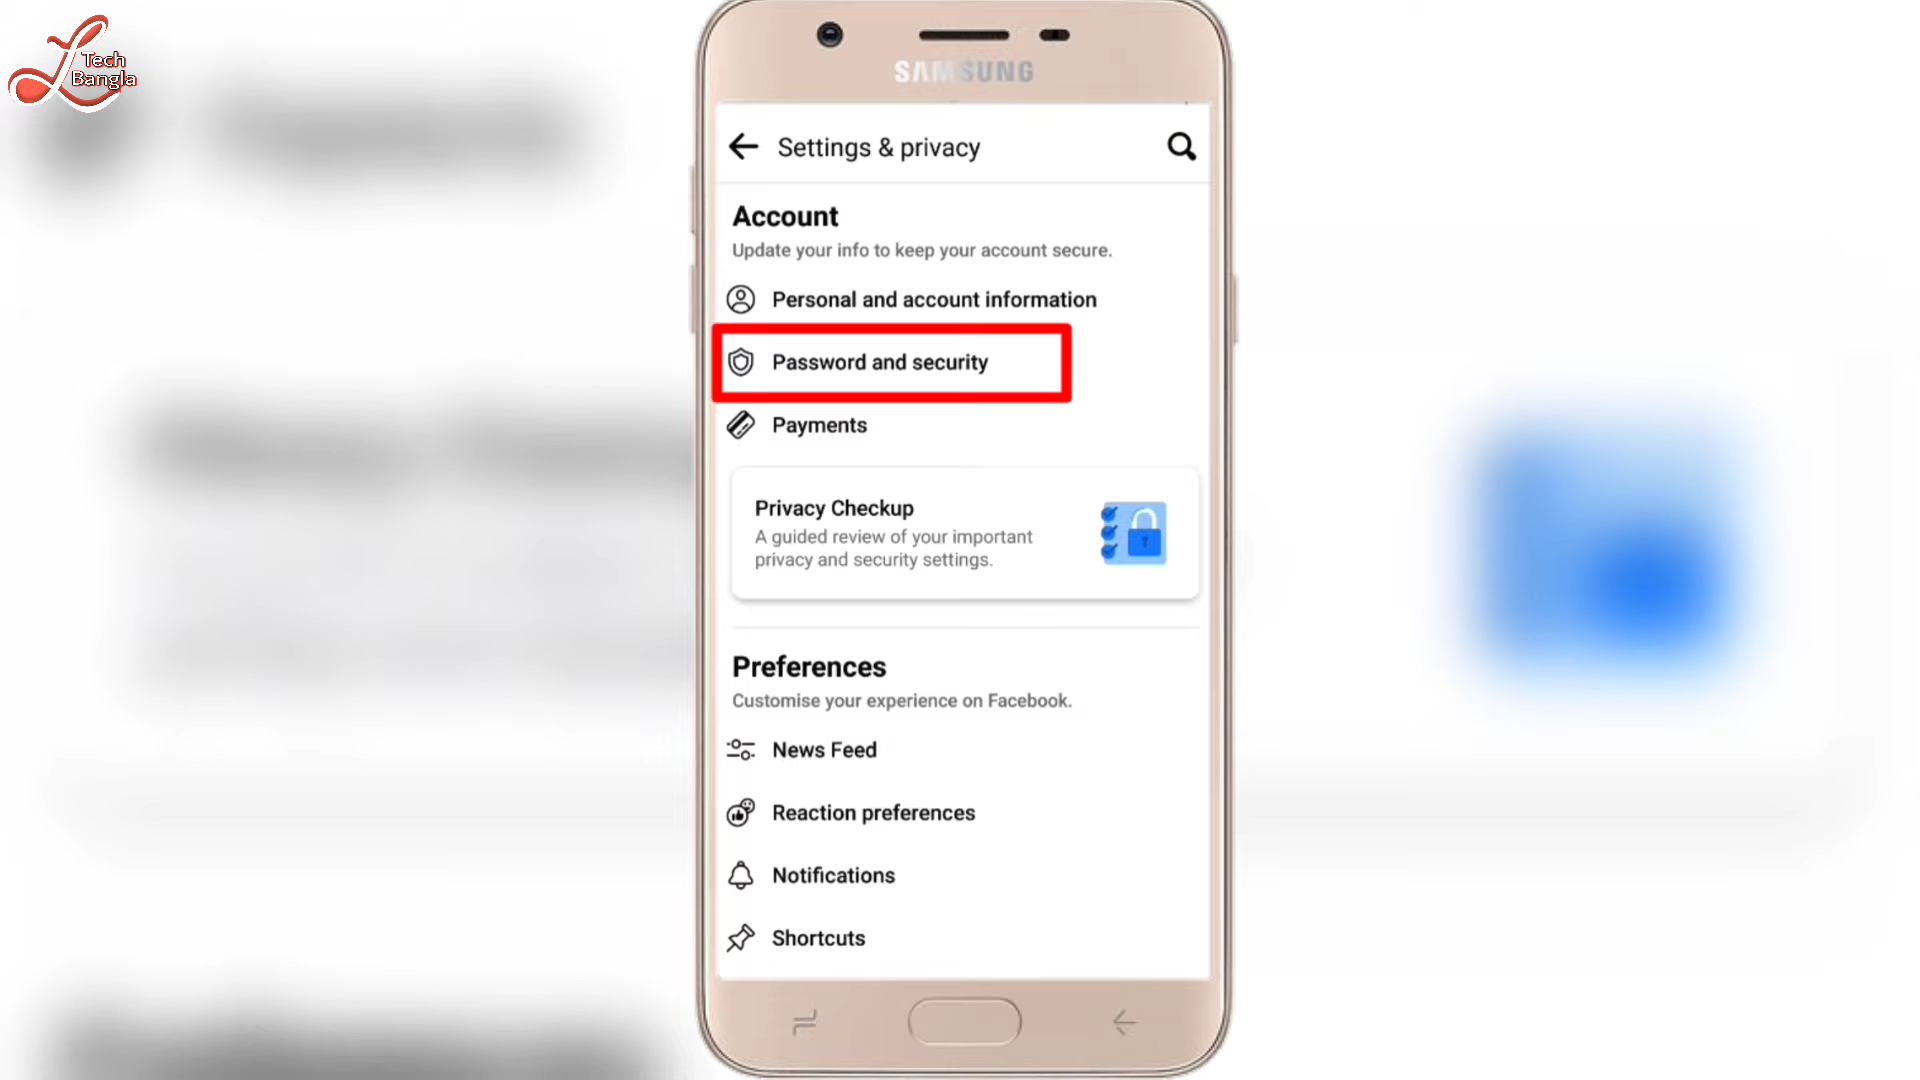 Tech
Bangla
SAMSUNG
Settings & privacy
Account
Update your info to keep your account secure.
Personal and account information
Password and security
Payments
Privacy Checkup
A guided review of your important
privacy and security settings.
Preferences
Customise your experience on Facebook.
News Feed
Reaction preferences
Notifications
Shortcuts